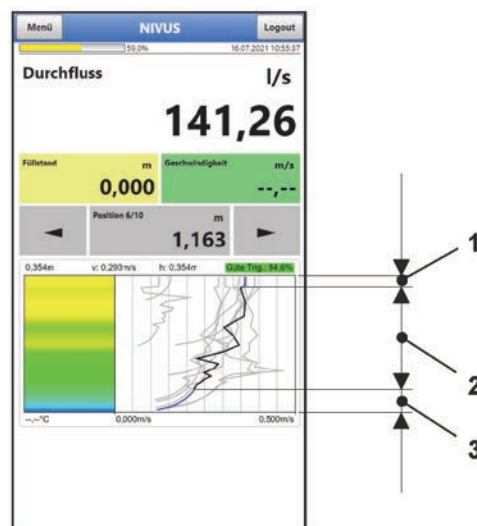 Menü NIVUS Logout
59,0% 16.07.2021 10:55:37
Durchfluss l/s
141,26
Füllstand m Geschwindigkeit m/s
0,000 --,--
◄ Position 6/10 m ►
1,163
0,354m v: 0,293m/s h: 0,354m Güte Trig.: 84,6%
--,--°C 0,000m/s 0,500m/s
1
2
3